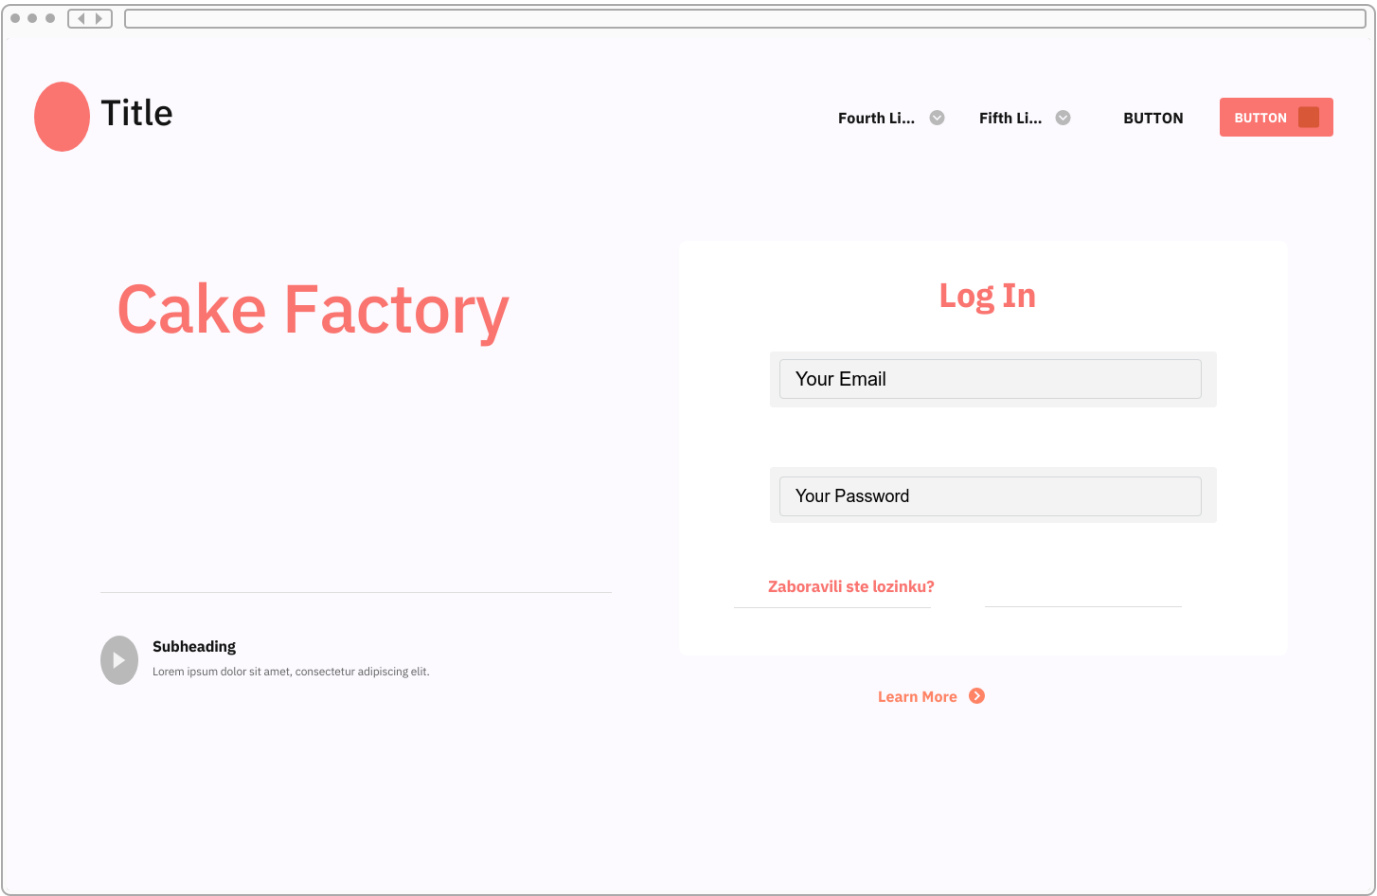 Title
Fourth Li...
Fifth Li...
BUTTON
BUTTON
Cake Factory
Log In
Your Email
Your Password
Zaboravili ste lozinku?
Subheading
Lorem ipsum dolor sit amet, consectetur adipiscing elit.
Learn More